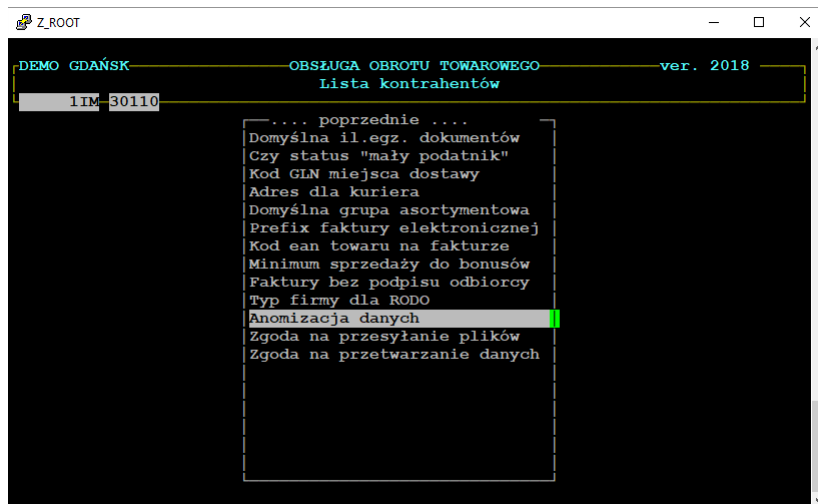 Z_ROOT
DEMO GDAŃSK OBSŁUGA OBROTU TOWAROWEGO ver. 2018
Lista kontrahentów
1IM 30110
.... poprzednie ....
Domyślna il.egz. dokumentów
Czy status "mały podatnik"
Kod GLN miejsca dostawy
Adres dla kuriera
Domyślna grupa asortymentowa
Prefix faktury elektronicznej
Kod ean towaru na fakturze
Minimum sprzedaży do bonusów
Faktury bez podpisu odbiorcy
Typ firmy dla RODO
Anomizacja danych
Zgoda na przesyłanie plików
Zgoda na przetwarzanie danych